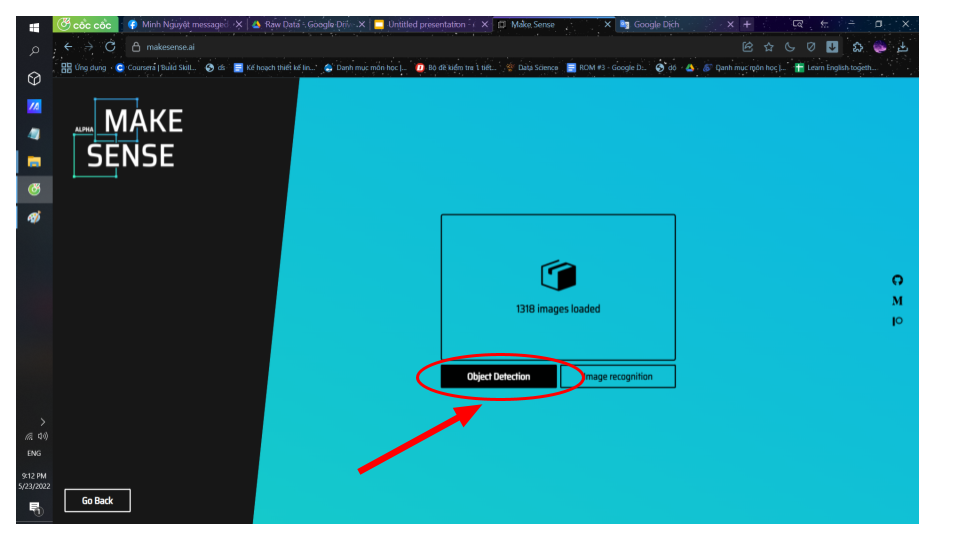 cốc cốc
Minh Nguyệt messaged
Raw Data - Google Driv
Untitled presentation -
Make Sense
Google Dịch
makesense.ai
Ứng dụng
Coursera | Build Skill...
ds
Kế hoạch thiết kế lin...
Danh mục môn học |...
Bộ đề kiểm tra 1 tiết...
Data Science
ROM #3 - Google D...
dó
Danh mục môn học |...
Learn English togeth...
ALPHA MAKE
SENSE
1318 images loaded
Object Detection
Image recognition
Go Back
ENG
9:12 PM
5/23/2022